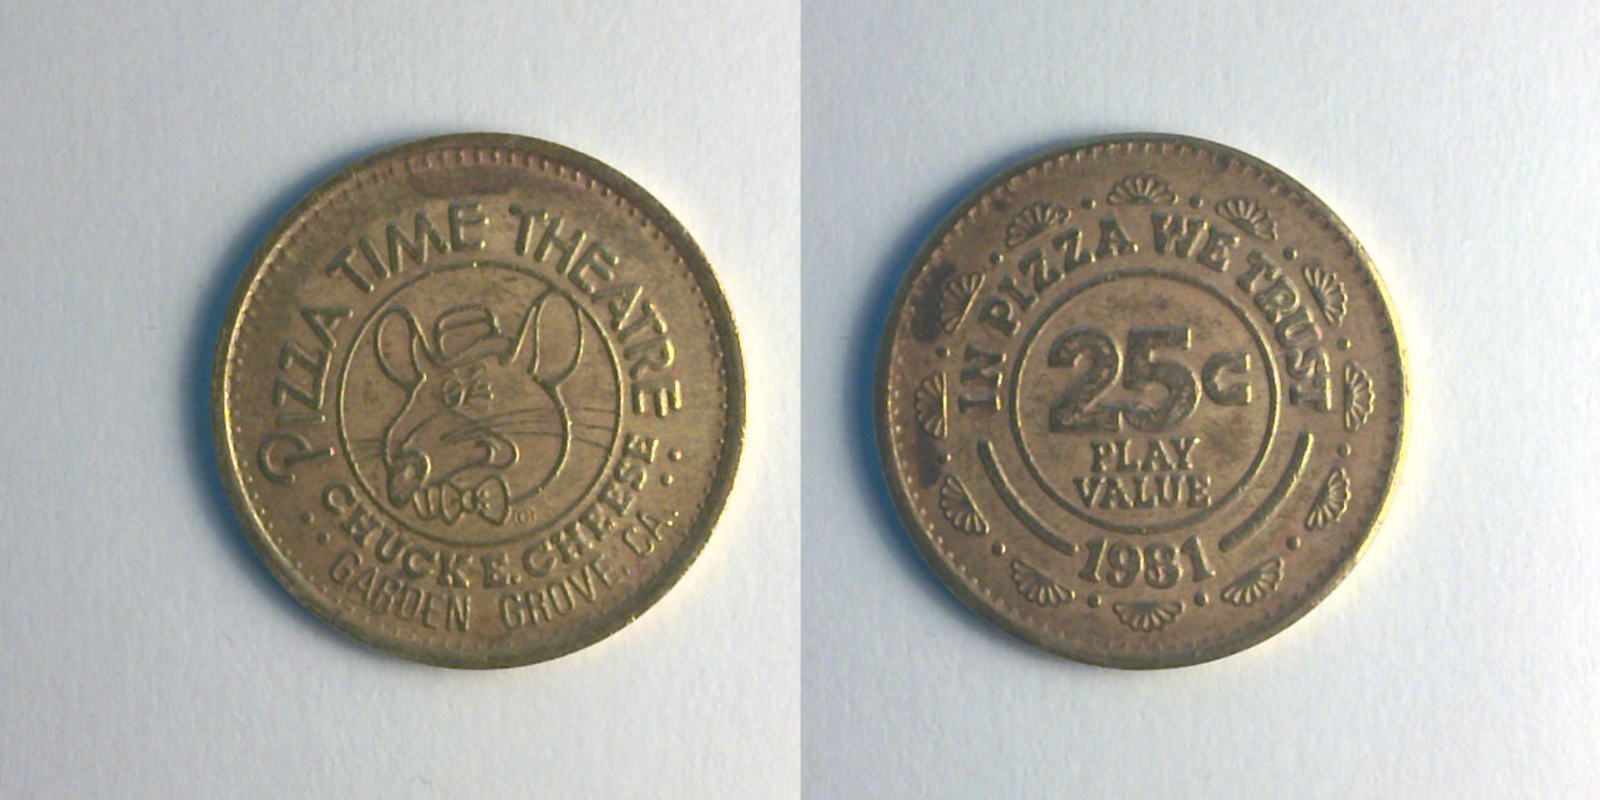 PIZZA TIME THEATRE
CHUCK E. CHEESE
GARDEN GROVE, CA.
©
IN PIZZA WE TRUST
25¢
PLAY
VALUE
1981